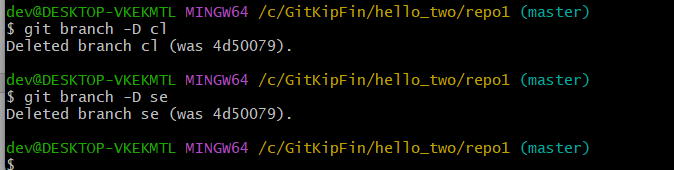 dev@DESKTOP-VKEKMTL MINGW64 /c/GitKipFin/hello_two/repo1 (master)
$ git branch -D cl
Deleted branch cl (was 4d50079).
dev@DESKTOP-VKEKMTL MINGW64 /c/GitKipFin/hello_two/repo1 (master)
$ git branch -D se
Deleted branch se (was 4d50079).
dev@DESKTOP-VKEKMTL MINGW64 /c/GitKipFin/hello_two/repo1 (master)
$